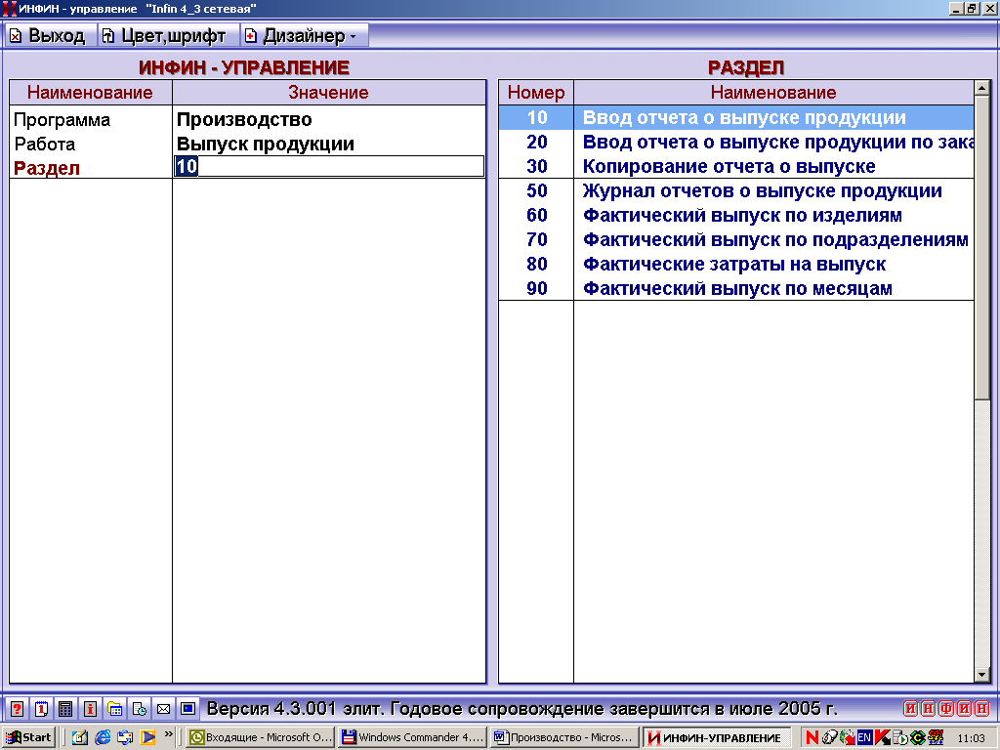 ИНФИН - управление "Infin 4_3 сетевая"
Выход Цвет,шрифт Дизайнер
ИНФИН - УПРАВЛЕНИЕ
Наименование Значение
Программа Производство
Работа Выпуск продукции
Раздел 10
РАЗДЕЛ
Номер Наименование
10 Ввод отчета о выпуске продукции
20 Ввод отчета о выпуске продукции по зака
30 Копирование отчета о выпуске
50 Журнал отчетов о выпуске продукции
60 Фактический выпуск по изделиям
70 Фактический выпуск по подразделениям
80 Фактические затраты на выпуск
90 Фактический выпуск по месяцам
Версия 4.3.001 элит. Годовое сопровождение завершится в июле 2005 г. ИНФИН
Start » Входящие - Microsoft O... Windows Commander 4.... Производство - Micros... ИНФИН-УПРАВЛЕНИЕ EN 11:03